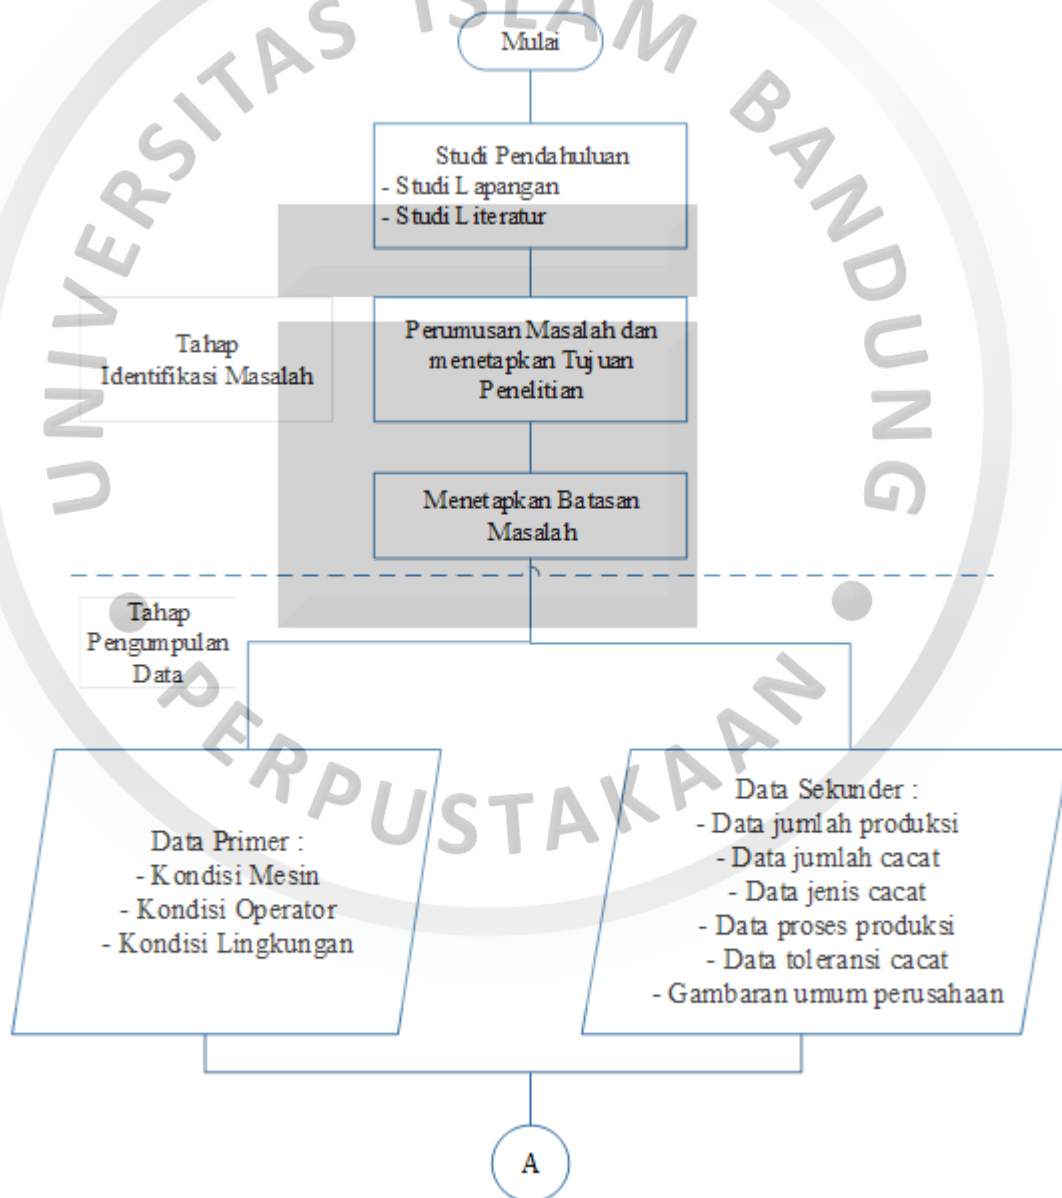 UNIVERSITAS ISLAM BANDUNG
Mulai
Studi Pendahuluan
- Studi Lapangan
- Studi Literatur
Tahap
Identifikasi Masalah
Perumusan Masalah dan
menetapkan Tujuan
Penelitian
Menetapkan Batasan
Masalah
Tahap
Pengumpulan
Data
PERPUSTAKAAN
Data Primer :
- Kondisi Mesin
- Kondisi Operator
- Kondisi Lingkungan
Data Sekunder :
- Data jumlah produksi
- Data jumlah cacat
- Data jenis cacat
- Data proses produksi
- Data toleransi cacat
- Gambaran umum perusahaan
A